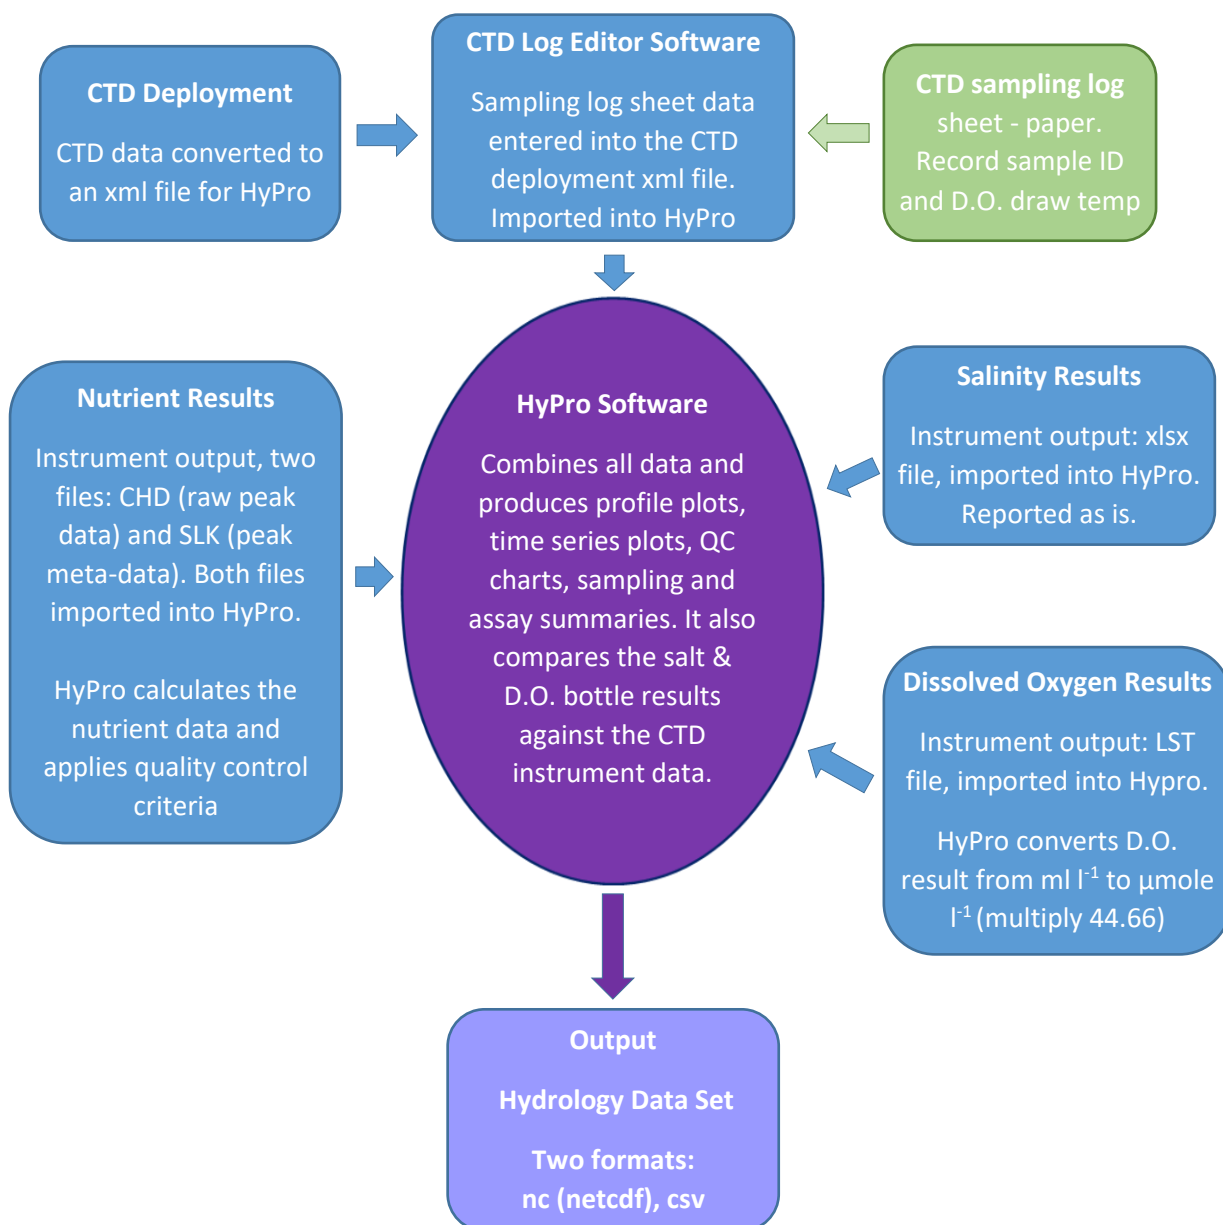 CTD Deployment
CTD data converted to
an xml file for HyPro
CTD Log Editor Software
Sampling log sheet data
entered into the CTD
deployment xml file.
Imported into HyPro
CTD sampling log
sheet - paper.
Record sample ID
and D.O. draw temp
Nutrient Results
Instrument output, two
files: CHD (raw peak
data) and SLK (peak
meta-data). Both files
imported into HyPro.
HyPro calculates the
nutrient data and
applies quality control
criteria
HyPro Software
Combines all data and
produces profile plots,
time series plots, QC
charts, sampling and
assay summaries. It also
compares the salt &
D.O. bottle results
against the CTD
instrument data.
Salinity Results
Instrument output: xlsx
file, imported into HyPro.
Reported as is.
Dissolved Oxygen Results
Instrument output: LST
file, imported into Hypro.
HyPro converts D.O.
result from ml l⁻¹ to µmole
l⁻¹ (multiply 44.66)
Output
Hydrology Data Set
Two formats:
nc (netcdf), csv